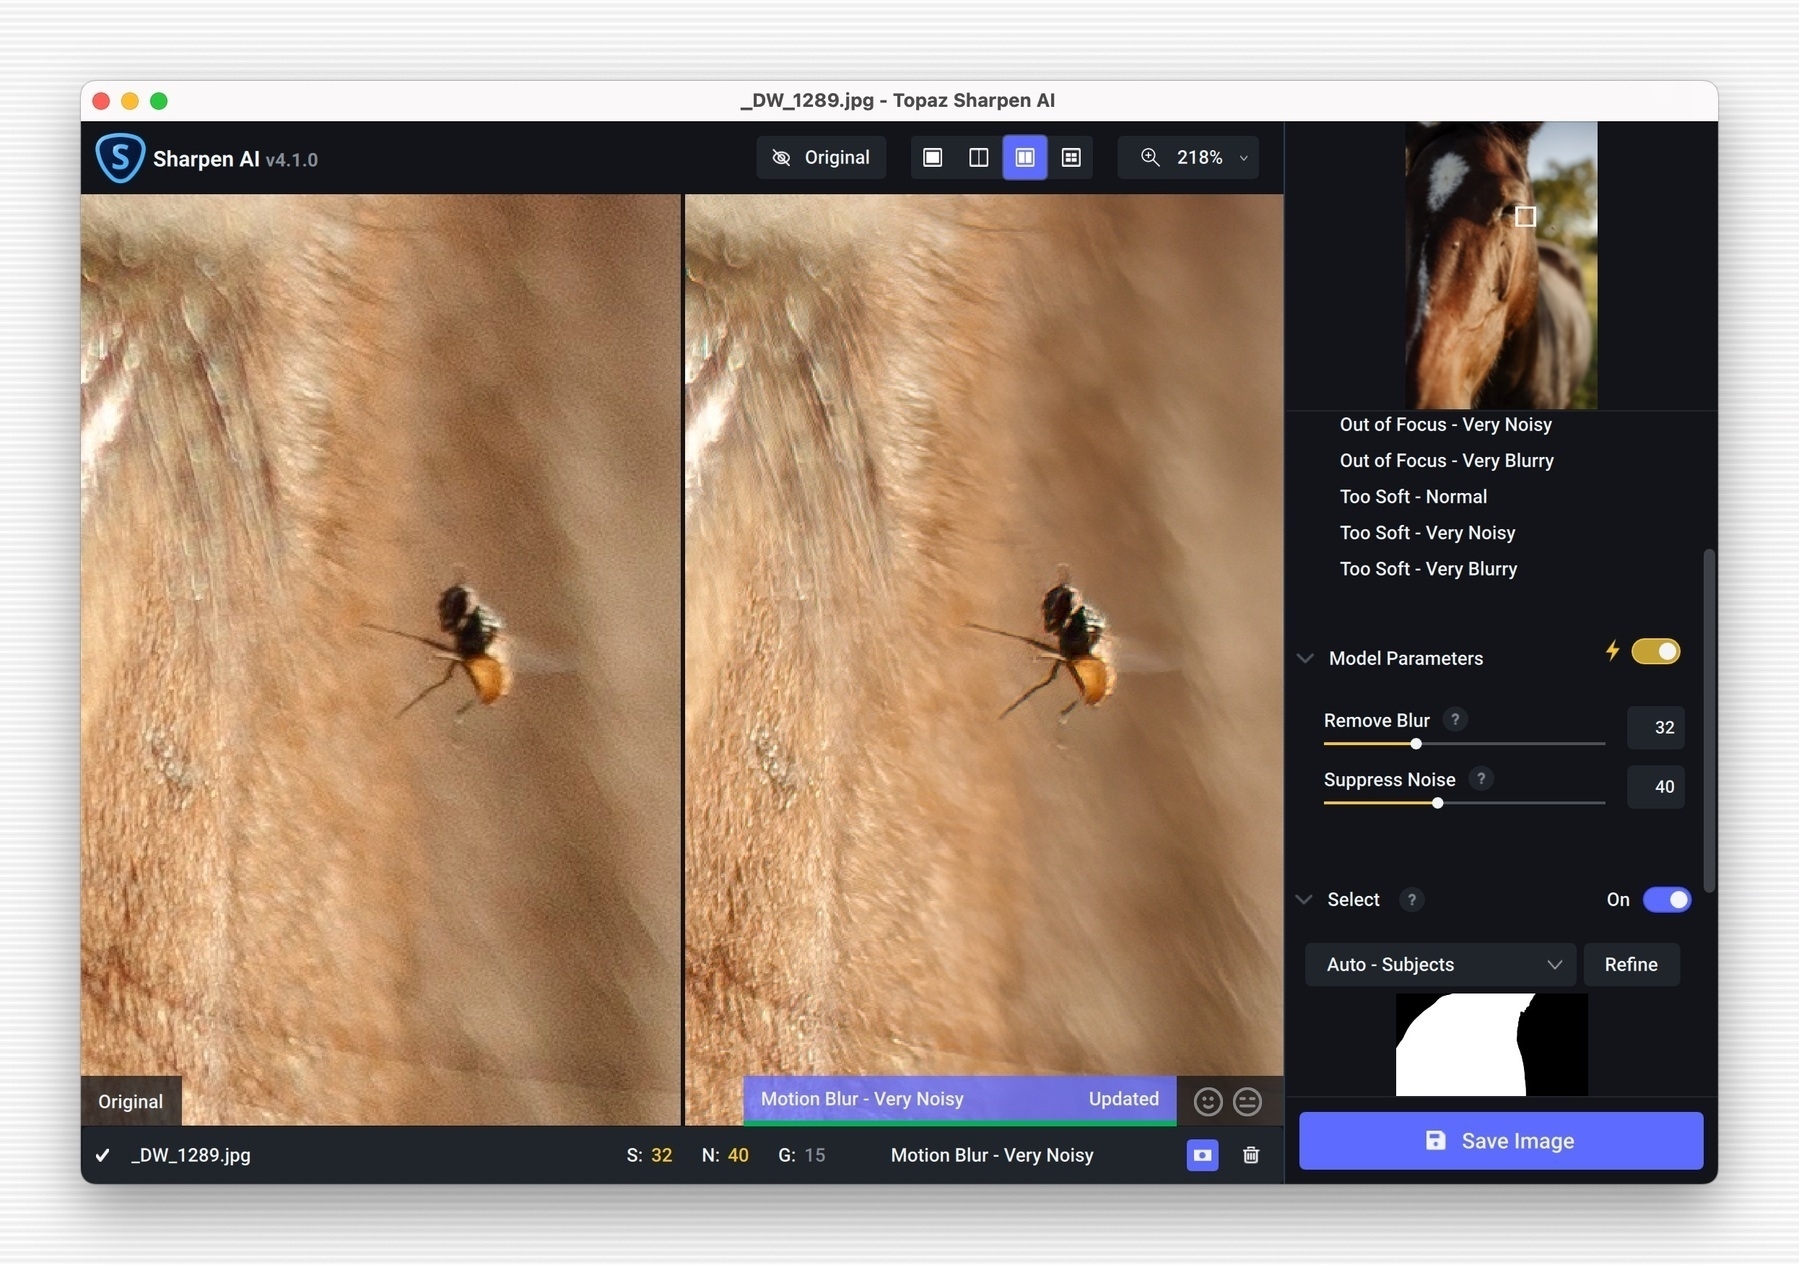 _DW_1289.jpg - Topaz Sharpen AI
S Sharpen AI v4.1.0
Original
218%
Out of Focus - Very Noisy
Out of Focus - Very Blurry
Too Soft - Normal
Too Soft - Very Noisy
Too Soft - Very Blurry
Model Parameters
Remove Blur ? 32
Suppress Noise ? 40
Select ? On
Auto - Subjects Refine
Original
Motion Blur - Very Noisy Updated
_DW_1289.jpg S: 32 N: 40 G: 15 Motion Blur - Very Noisy
Save Image